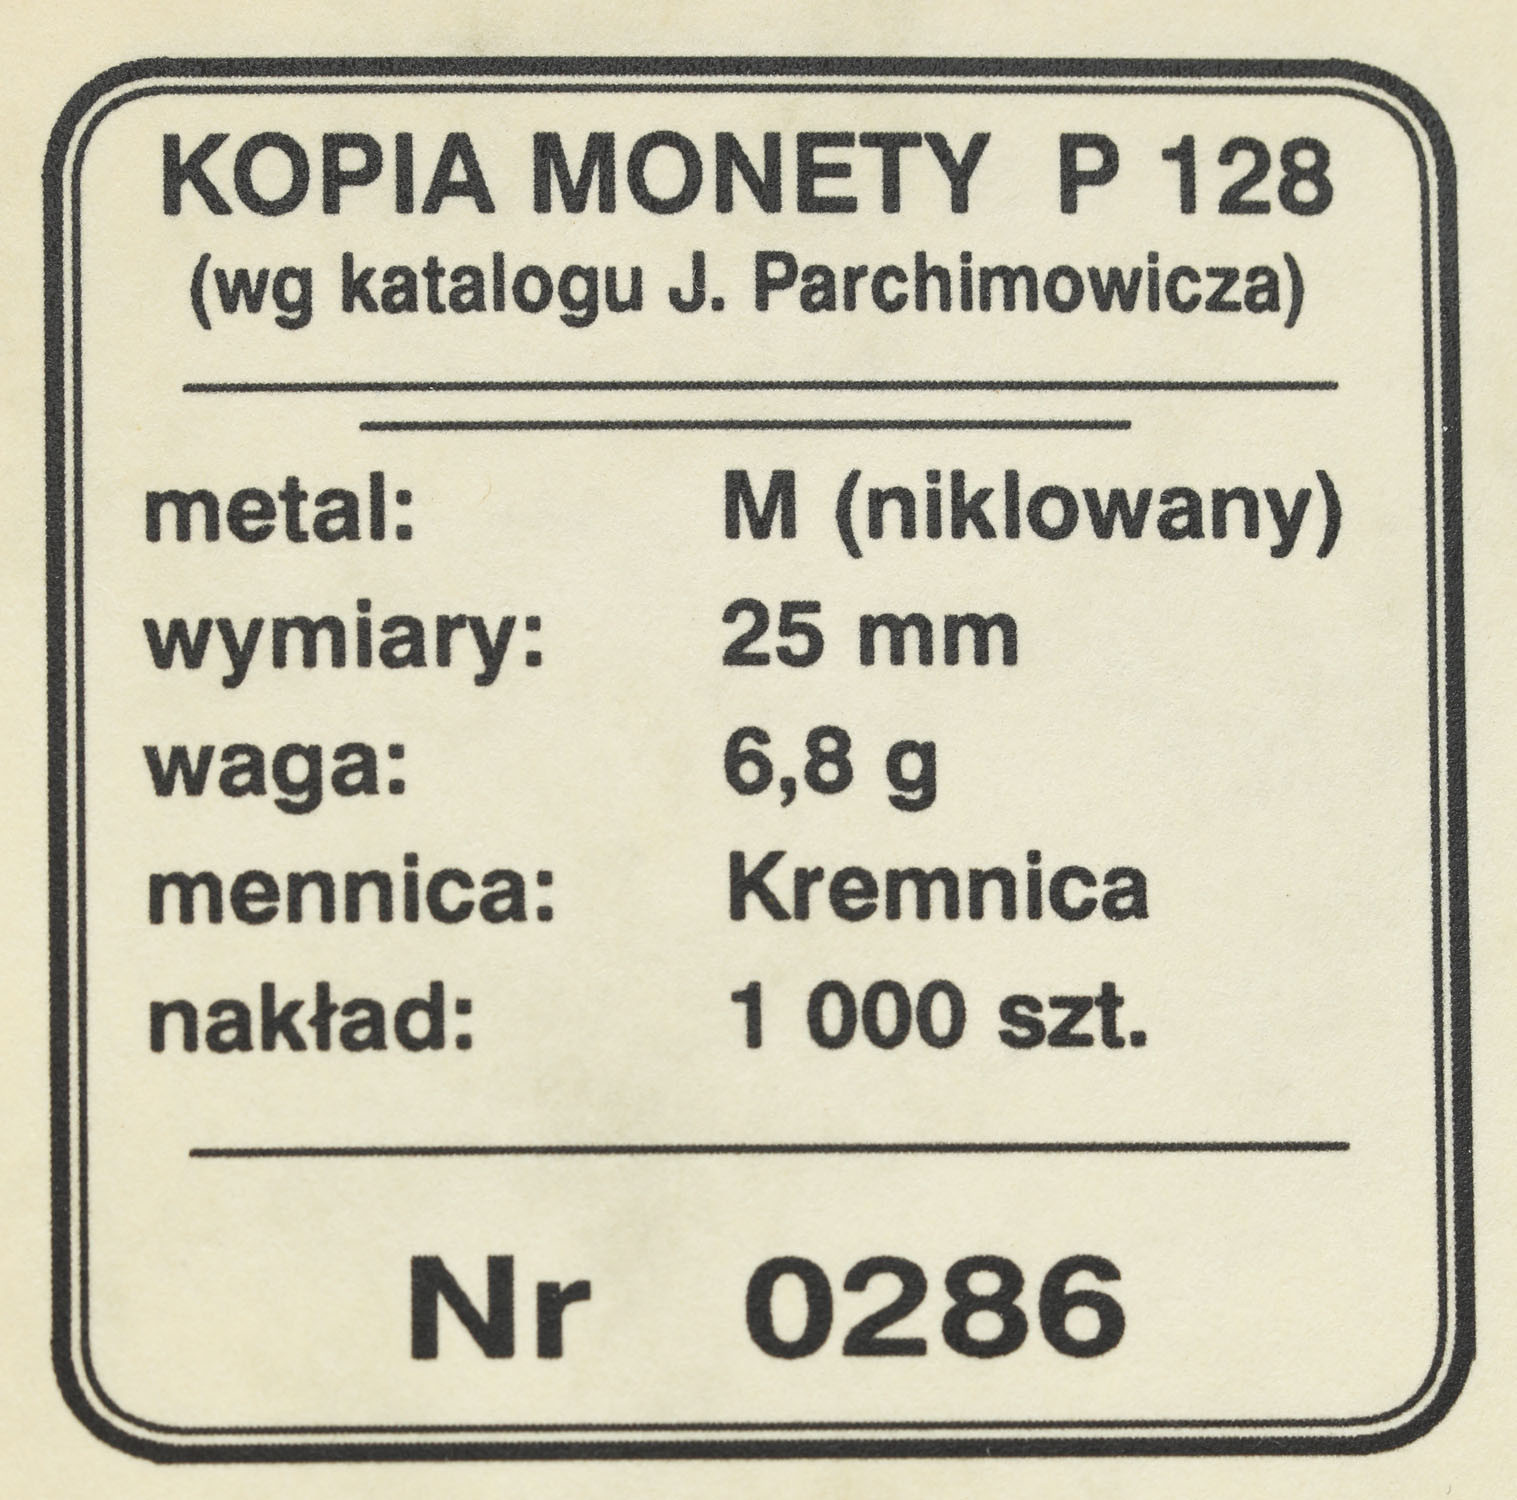 KOPIA MONETY P 128
(wg katalogu J. Parchimowicza)
metal: M (niklowany)
wymiary: 25 mm
waga: 6,8 g
mennica: Kremnica
nakład: 1 000 szt.
Nr 0286